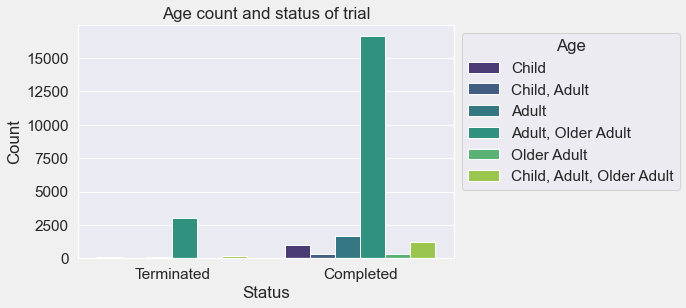 Age count and status of trial
15000
12500
10000
7500
5000
2500
0
Count
Terminated
Completed
Status
Age
Child
Child, Adult
Adult
Adult, Older Adult
Older Adult
Child, Adult, Older Adult